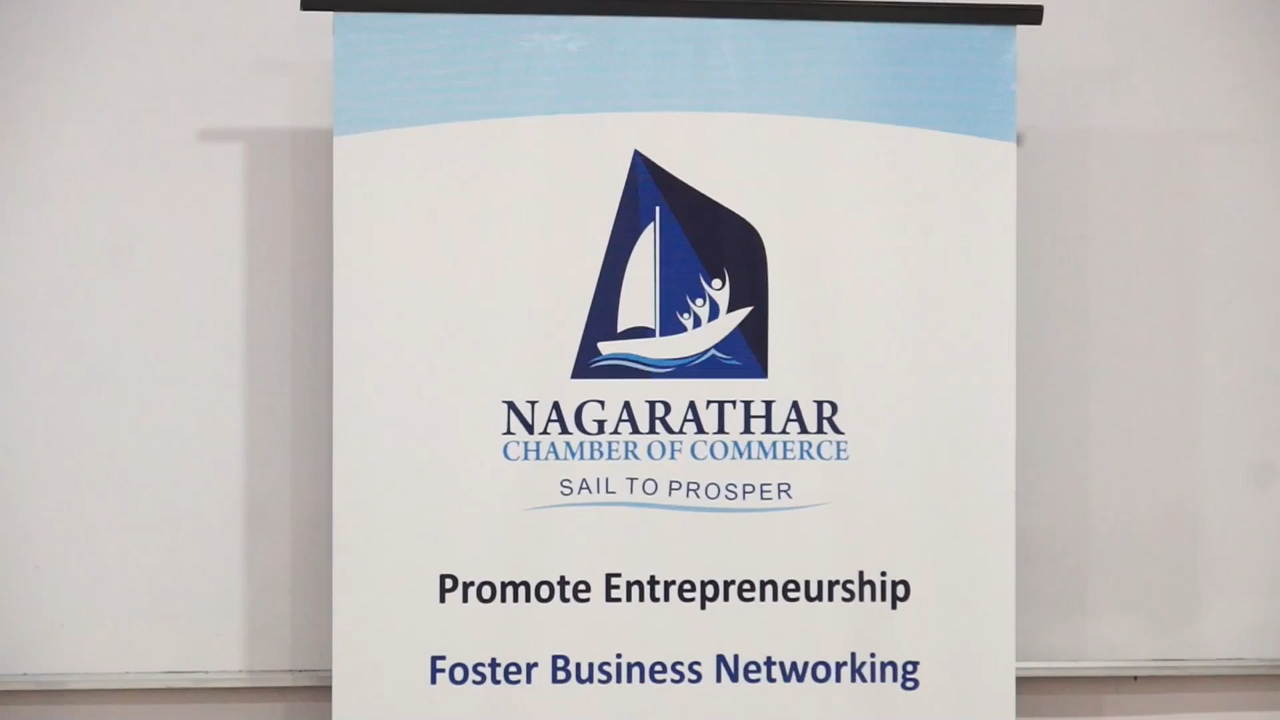 NAGARATHAR
CHAMBER OF COMMERCE
SAIL TO PROSPER
Promote Entrepreneurship
Foster Business Networking